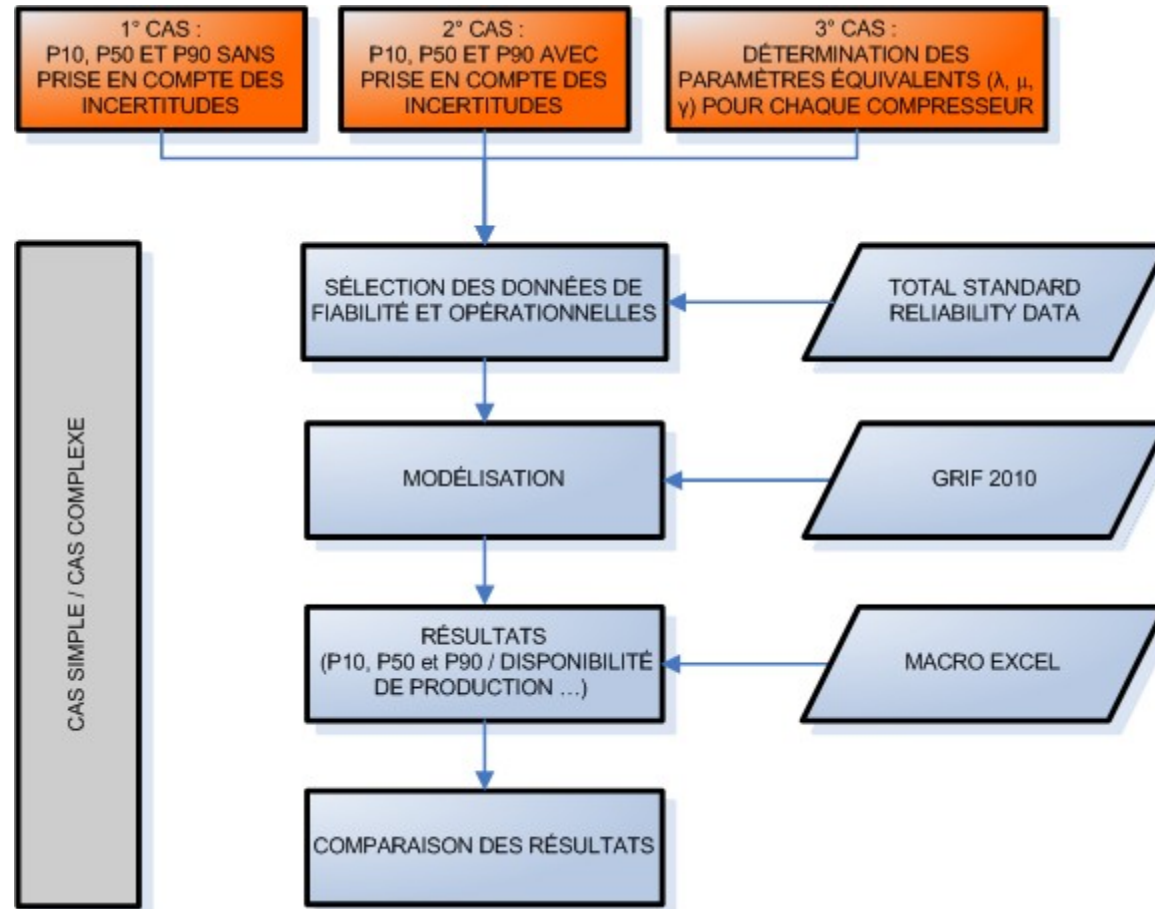 1° CAS :
P10, P50 ET P90 SANS
PRISE EN COMPTE DES
INCERTITUDES
2° CAS :
P10, P50 ET P90 AVEC
PRISE EN COMPTE DES
INCERTITUDES
3° CAS :
DÉTERMINATION DES
PARAMÈTRES ÉQUIVALENTS (λ, μ,
γ) POUR CHAQUE COMPRESSEUR
CAS SIMPLE / CAS COMPLEXE
SÉLECTION DES DONNÉES DE
FIABILITÉ ET OPÉRATIONNELLES
TOTAL STANDARD
RELIABILITY DATA
MODÉLISATION
GRIF 2010
RÉSULTATS
(P10, P50 et P90 / DISPONIBILITÉ
DE PRODUCTION ...)
MACRO EXCEL
COMPARAISON DES RÉSULTATS